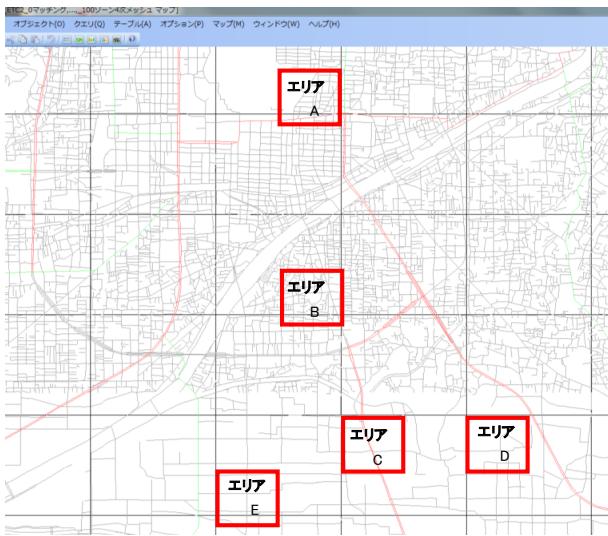 ETC2_0マッチング,...,_100ゾーン4次メッシュ マップ]
オブジェクト(O) クエリ(Q) テーブル(A) オプション(P) マップ(M) ウィンドウ(W) ヘルプ(H)
エリア
A
エリア
B
エリア
C
エリア
D
エリア
E